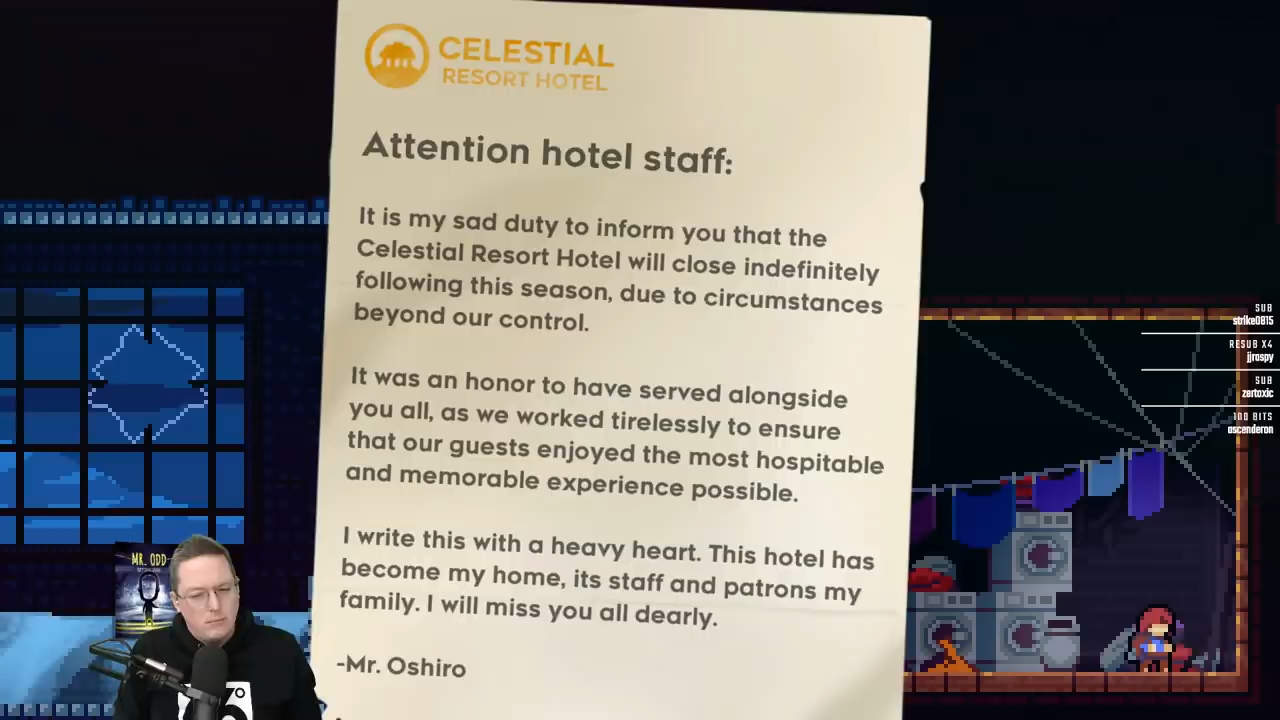 CELESTIAL
RESORT HOTEL
Attention hotel staff:
It is my sad duty to inform you that the
Celestial Resort Hotel will close indefinitely
following this season, due to circumstances
beyond our control.
It was an honor to have served alongside
you all, as we worked tirelessly to ensure
that our guests enjoyed the most hospitable
and memorable experience possible.
I write this with a heavy heart. This hotel has
become my home, its staff and patrons my
family. I will miss you all dearly.
-Mr. Oshiro
SUB
strike0815
RESUB X4
jjrospy
SUB
zertoxic
100 BITS
ascenderon
MR. ODD